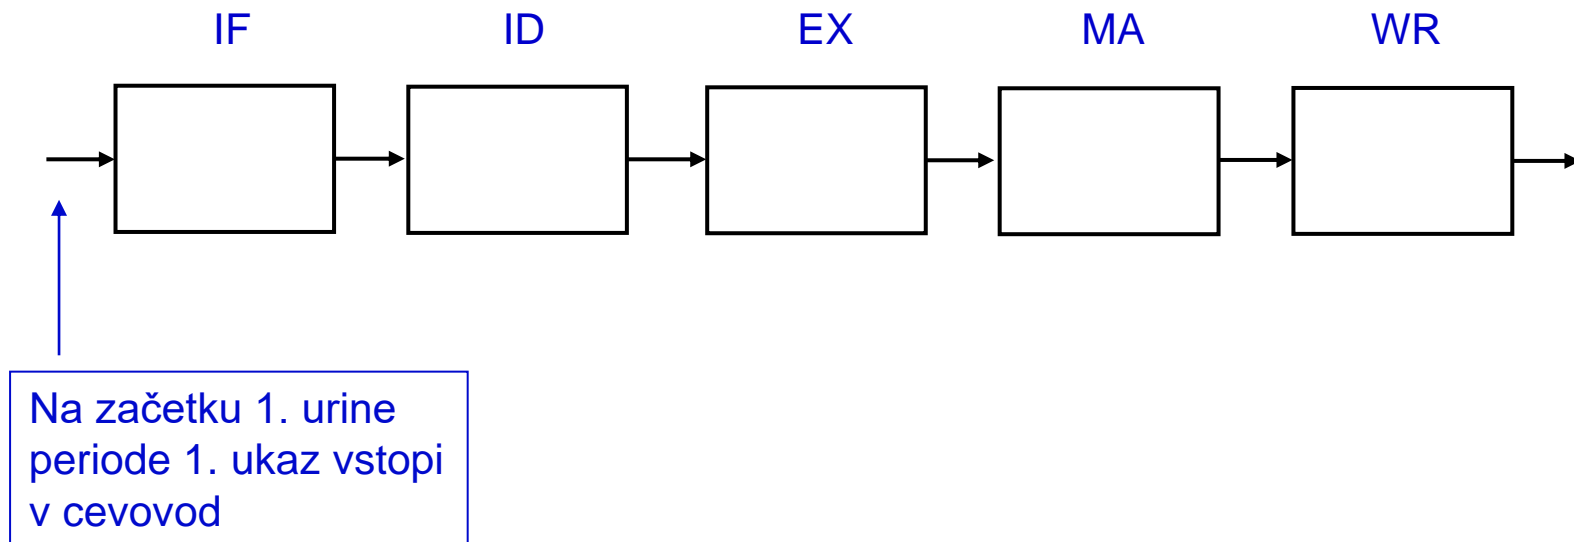 IF ID EX MA WR
Na začetku 1. urine
periode 1. ukaz vstopi
v cevovod